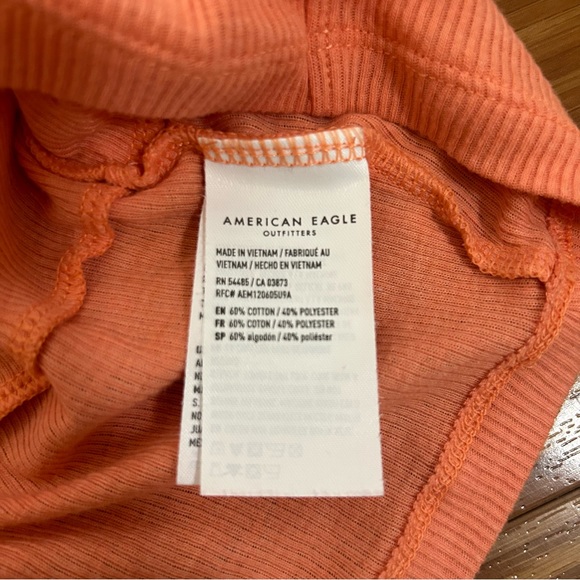 AMERICAN EAGLE
OUTFITTERS
MADE IN VIETNAM / FABRIQUÉ AU
VIETNAM / HECHO EN VIETNAM
RN 54485 / CA 03873
RFC# AEM120605U9A
EN 60% COTTON / 40% POLYESTER
FR 60% COTON / 40% POLYESTER
SP 60% algodón / 40% poliéster